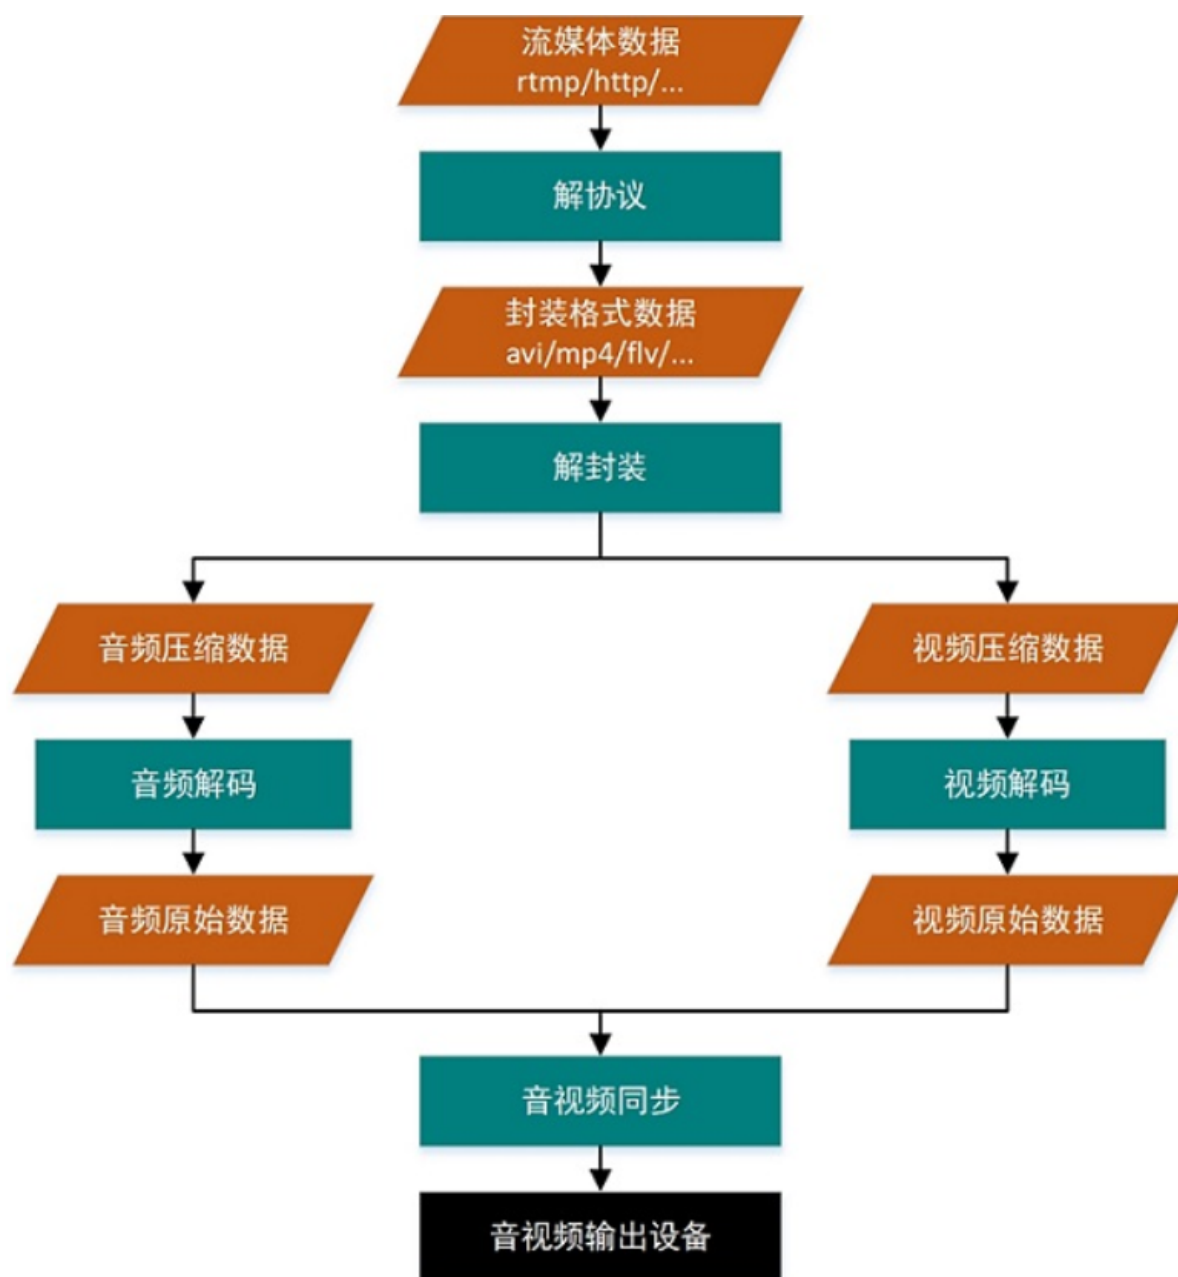 流媒体数据
rtmp/http/...
解协议
封装格式数据
avi/mp4/flv/...
解封装
音频压缩数据
视频压缩数据
音频解码
视频解码
音频原始数据
视频原始数据
音视频同步
音视频输出设备